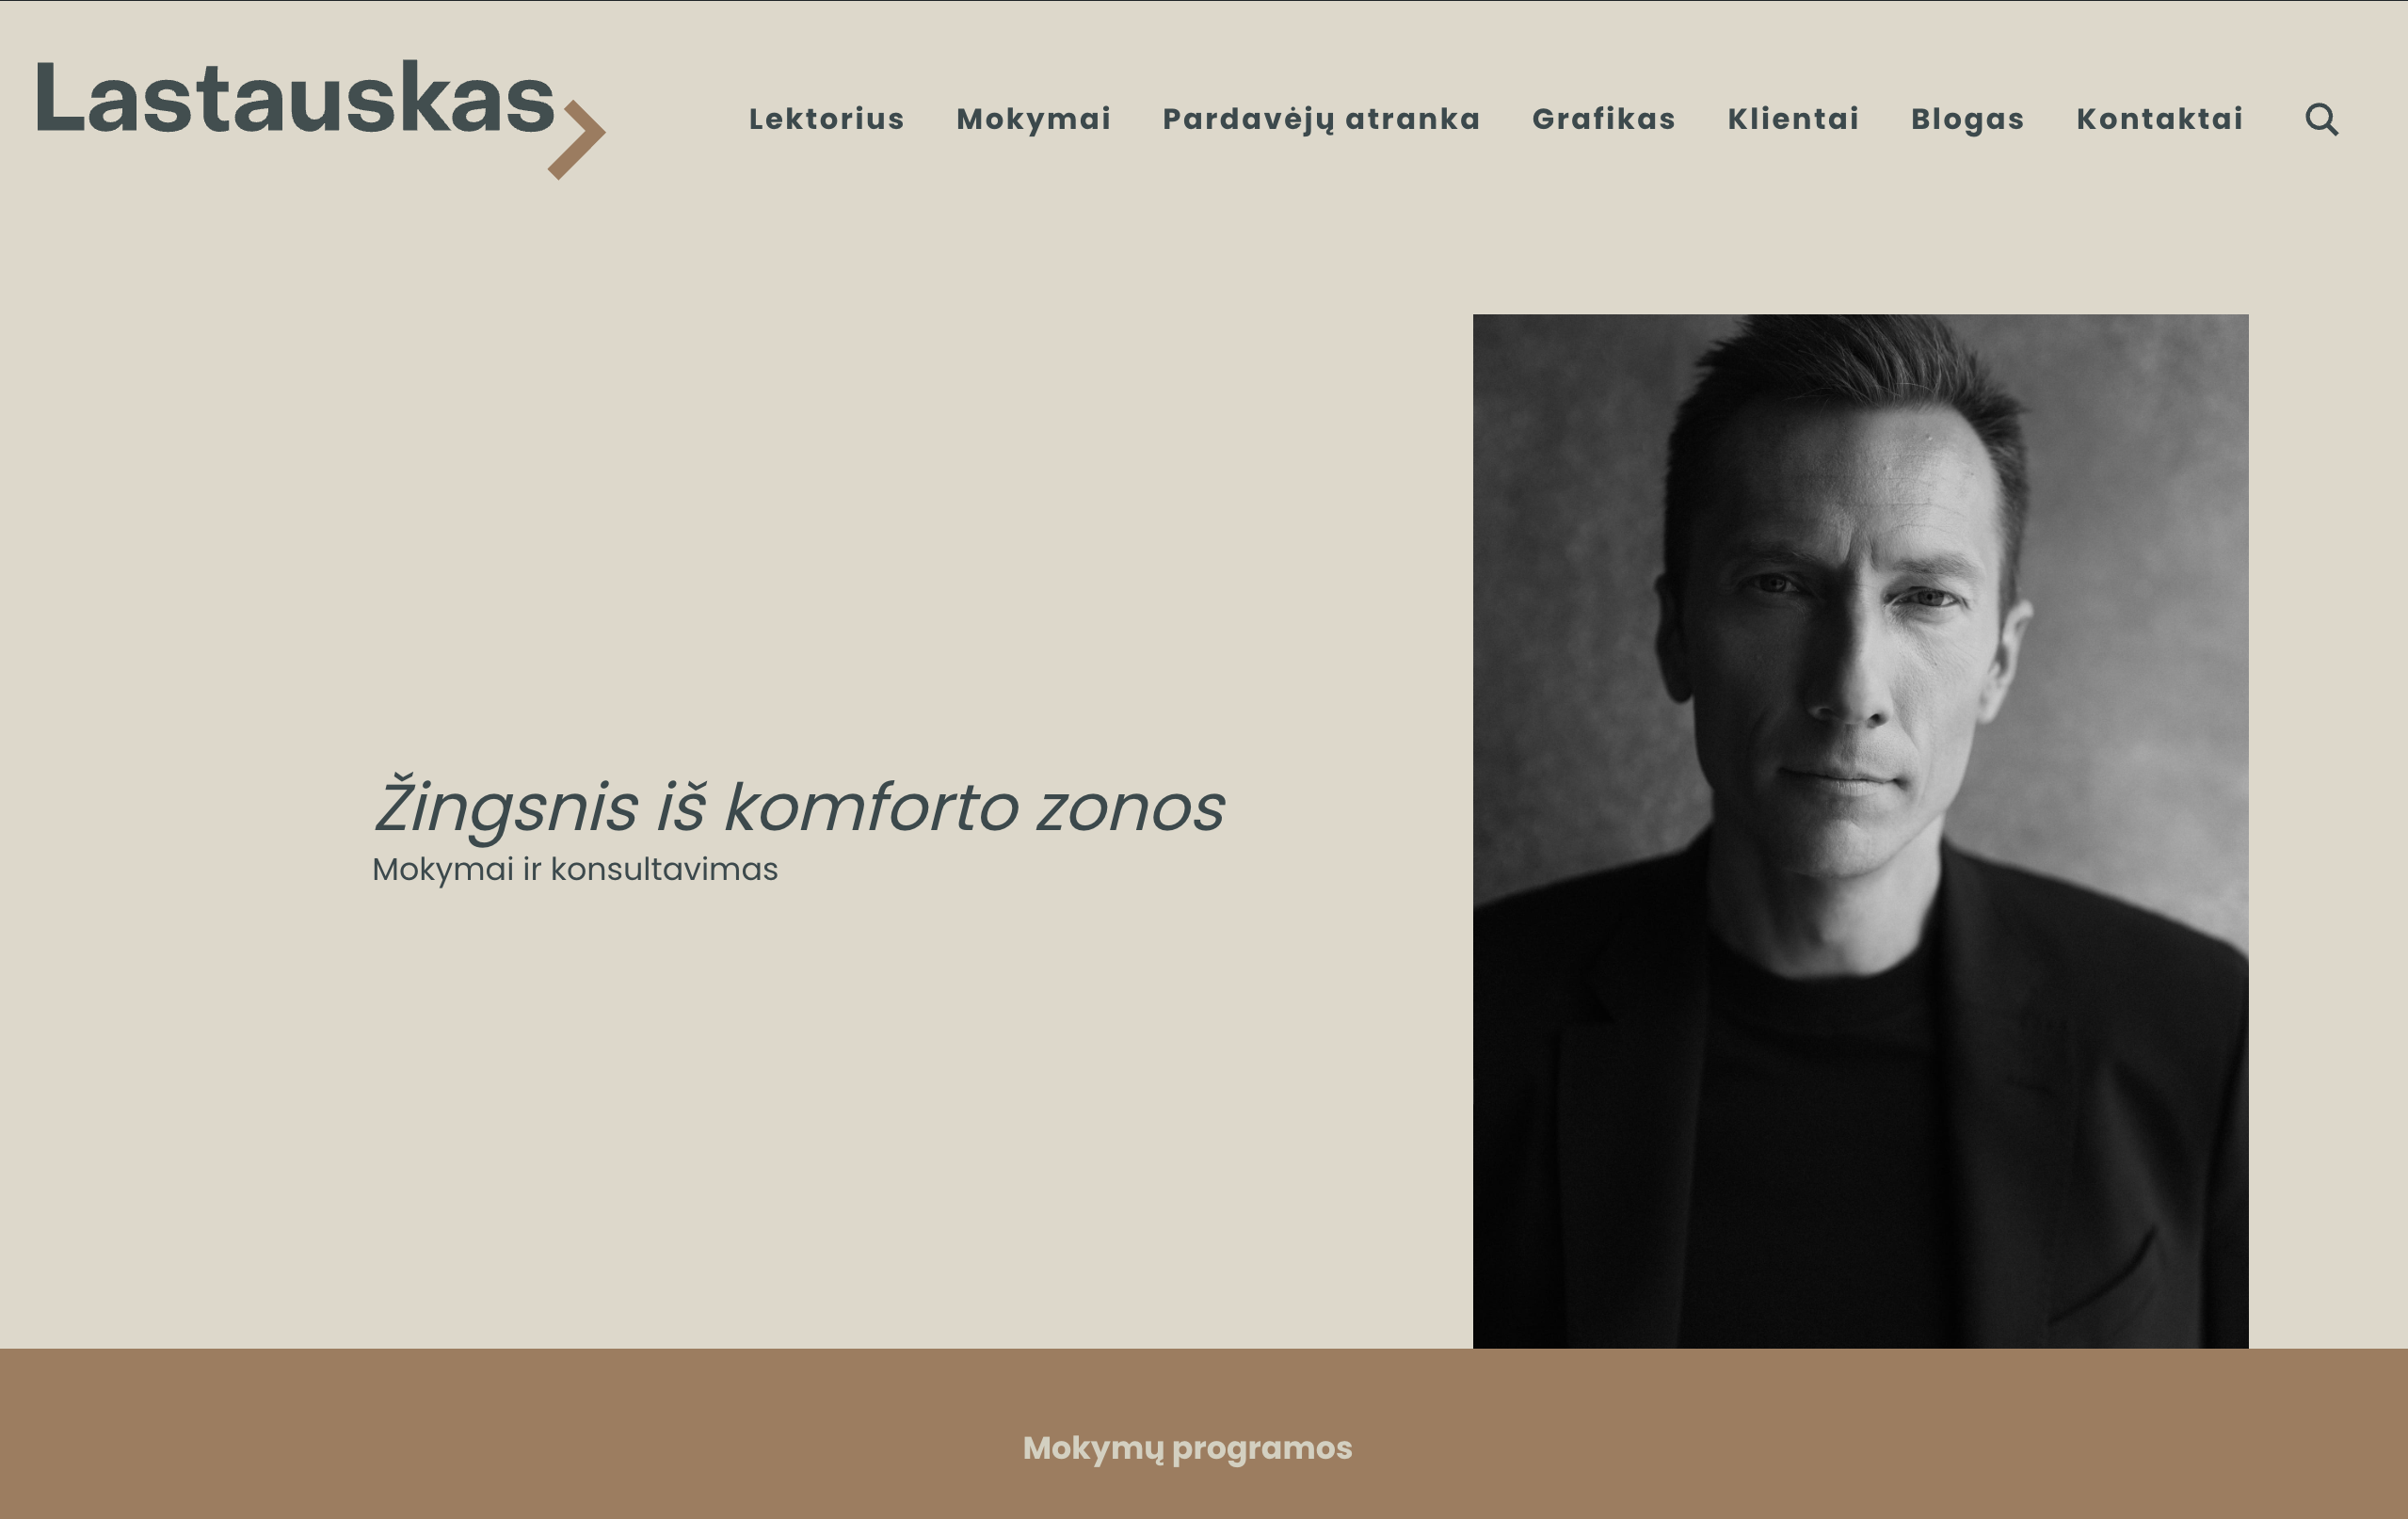 Lastauskas
Lektorius Mokymai Pardavėjų atranka Grafikas Klientai Blogas Kontaktai
Žingsnis iš komforto zonos
Mokymai ir konsultavimas
Mokymų programos